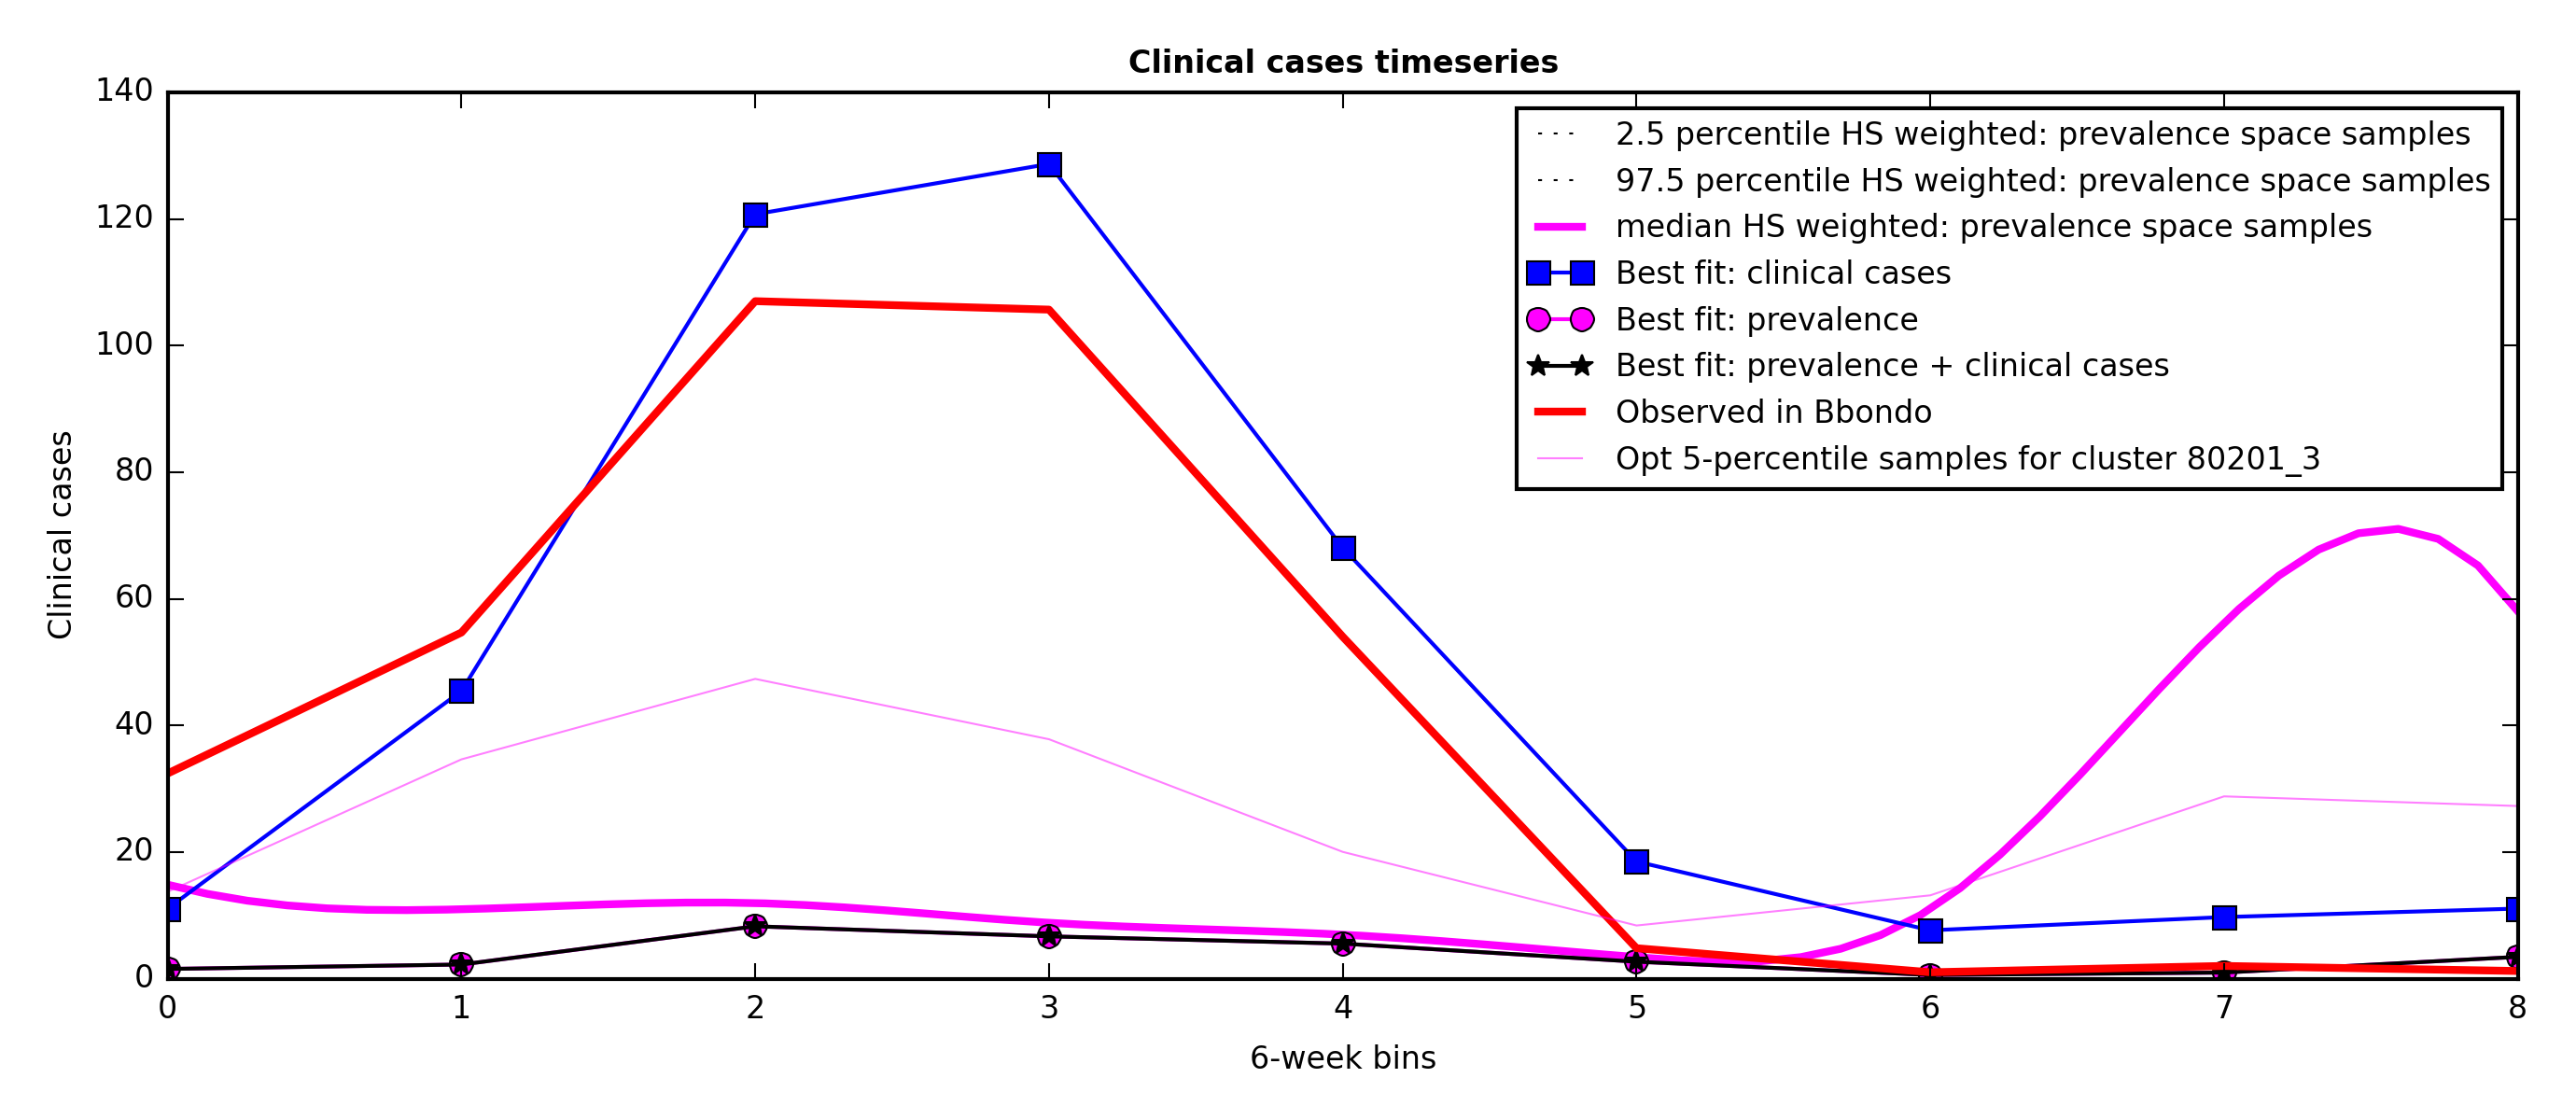 Clinical cases timeseries
140
120
100
80
60
40
20
0
Clinical cases
2.5 percentile HS weighted: prevalence space samples
97.5 percentile HS weighted: prevalence space samples
median HS weighted: prevalence space samples
Best fit: clinical cases
Best fit: prevalence
Best fit: prevalence + clinical cases
Observed in Bbondo
Opt 5-percentile samples for cluster 80201_3
0 1 2 3 4 5 6 7 8
6-week bins